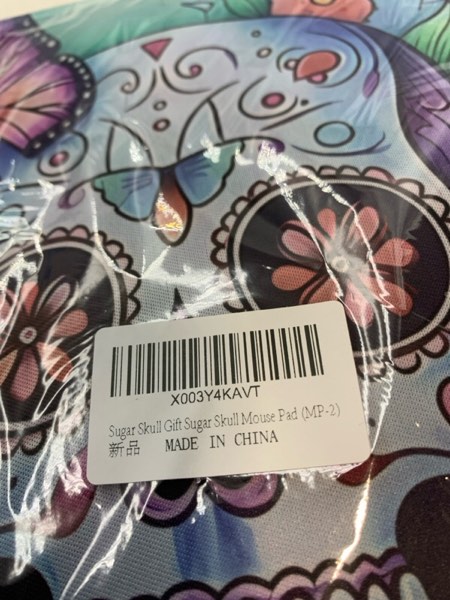 X003Y4KAVT
Sugar Skull Gift Sugar Skull Mouse Pad (MP-2)
新品 MADE IN CHINA